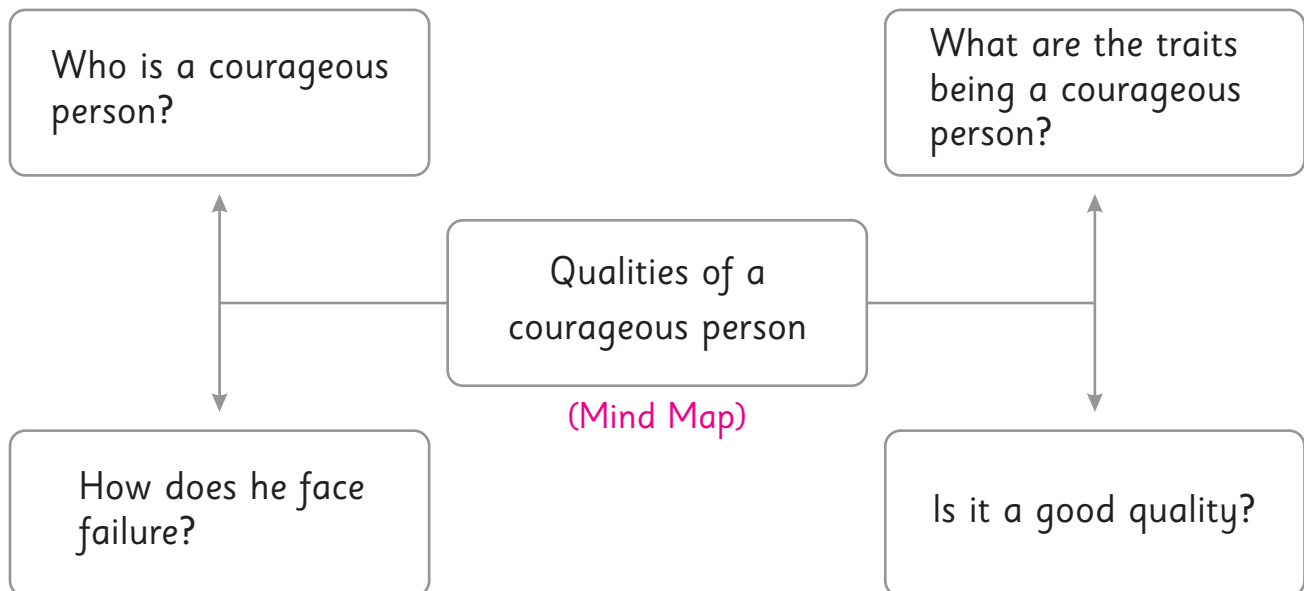 Who is a courageous
person?
What are the traits
being a courageous
person?
Qualities of a
courageous person
(Mind Map)
How does he face
failure?
Is it a good quality?